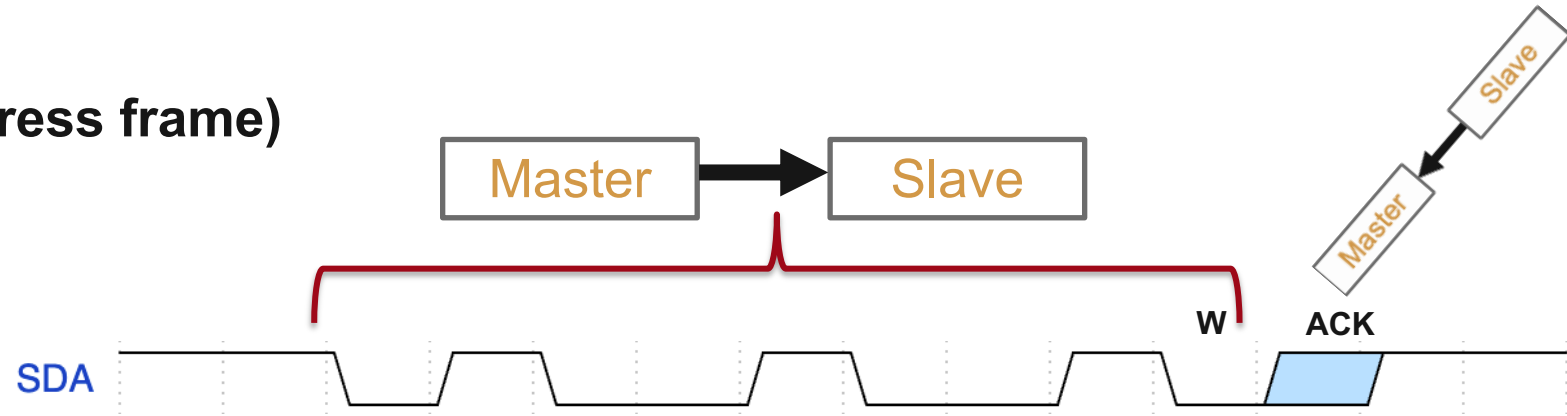 ress frame)
Slave
Master
Master
Slave
W
ACK
SDA